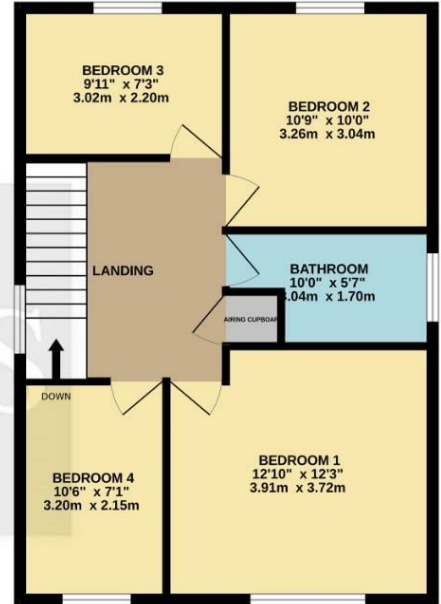 BEDROOM 3
9'11" x 7'3"
3.02m x 2.20m
BEDROOM 2
10'9" x 10'0"
3.26m x 3.04m
LANDING
BATHROOM
10'0" x 5'7"
3.04m x 1.70m
AIRING CUPBOAR
DOWN
BEDROOM 4
10'6" x 7'1"
3.20m x 2.15m
BEDROOM 1
12'10" x 12'3"
3.91m x 3.72m